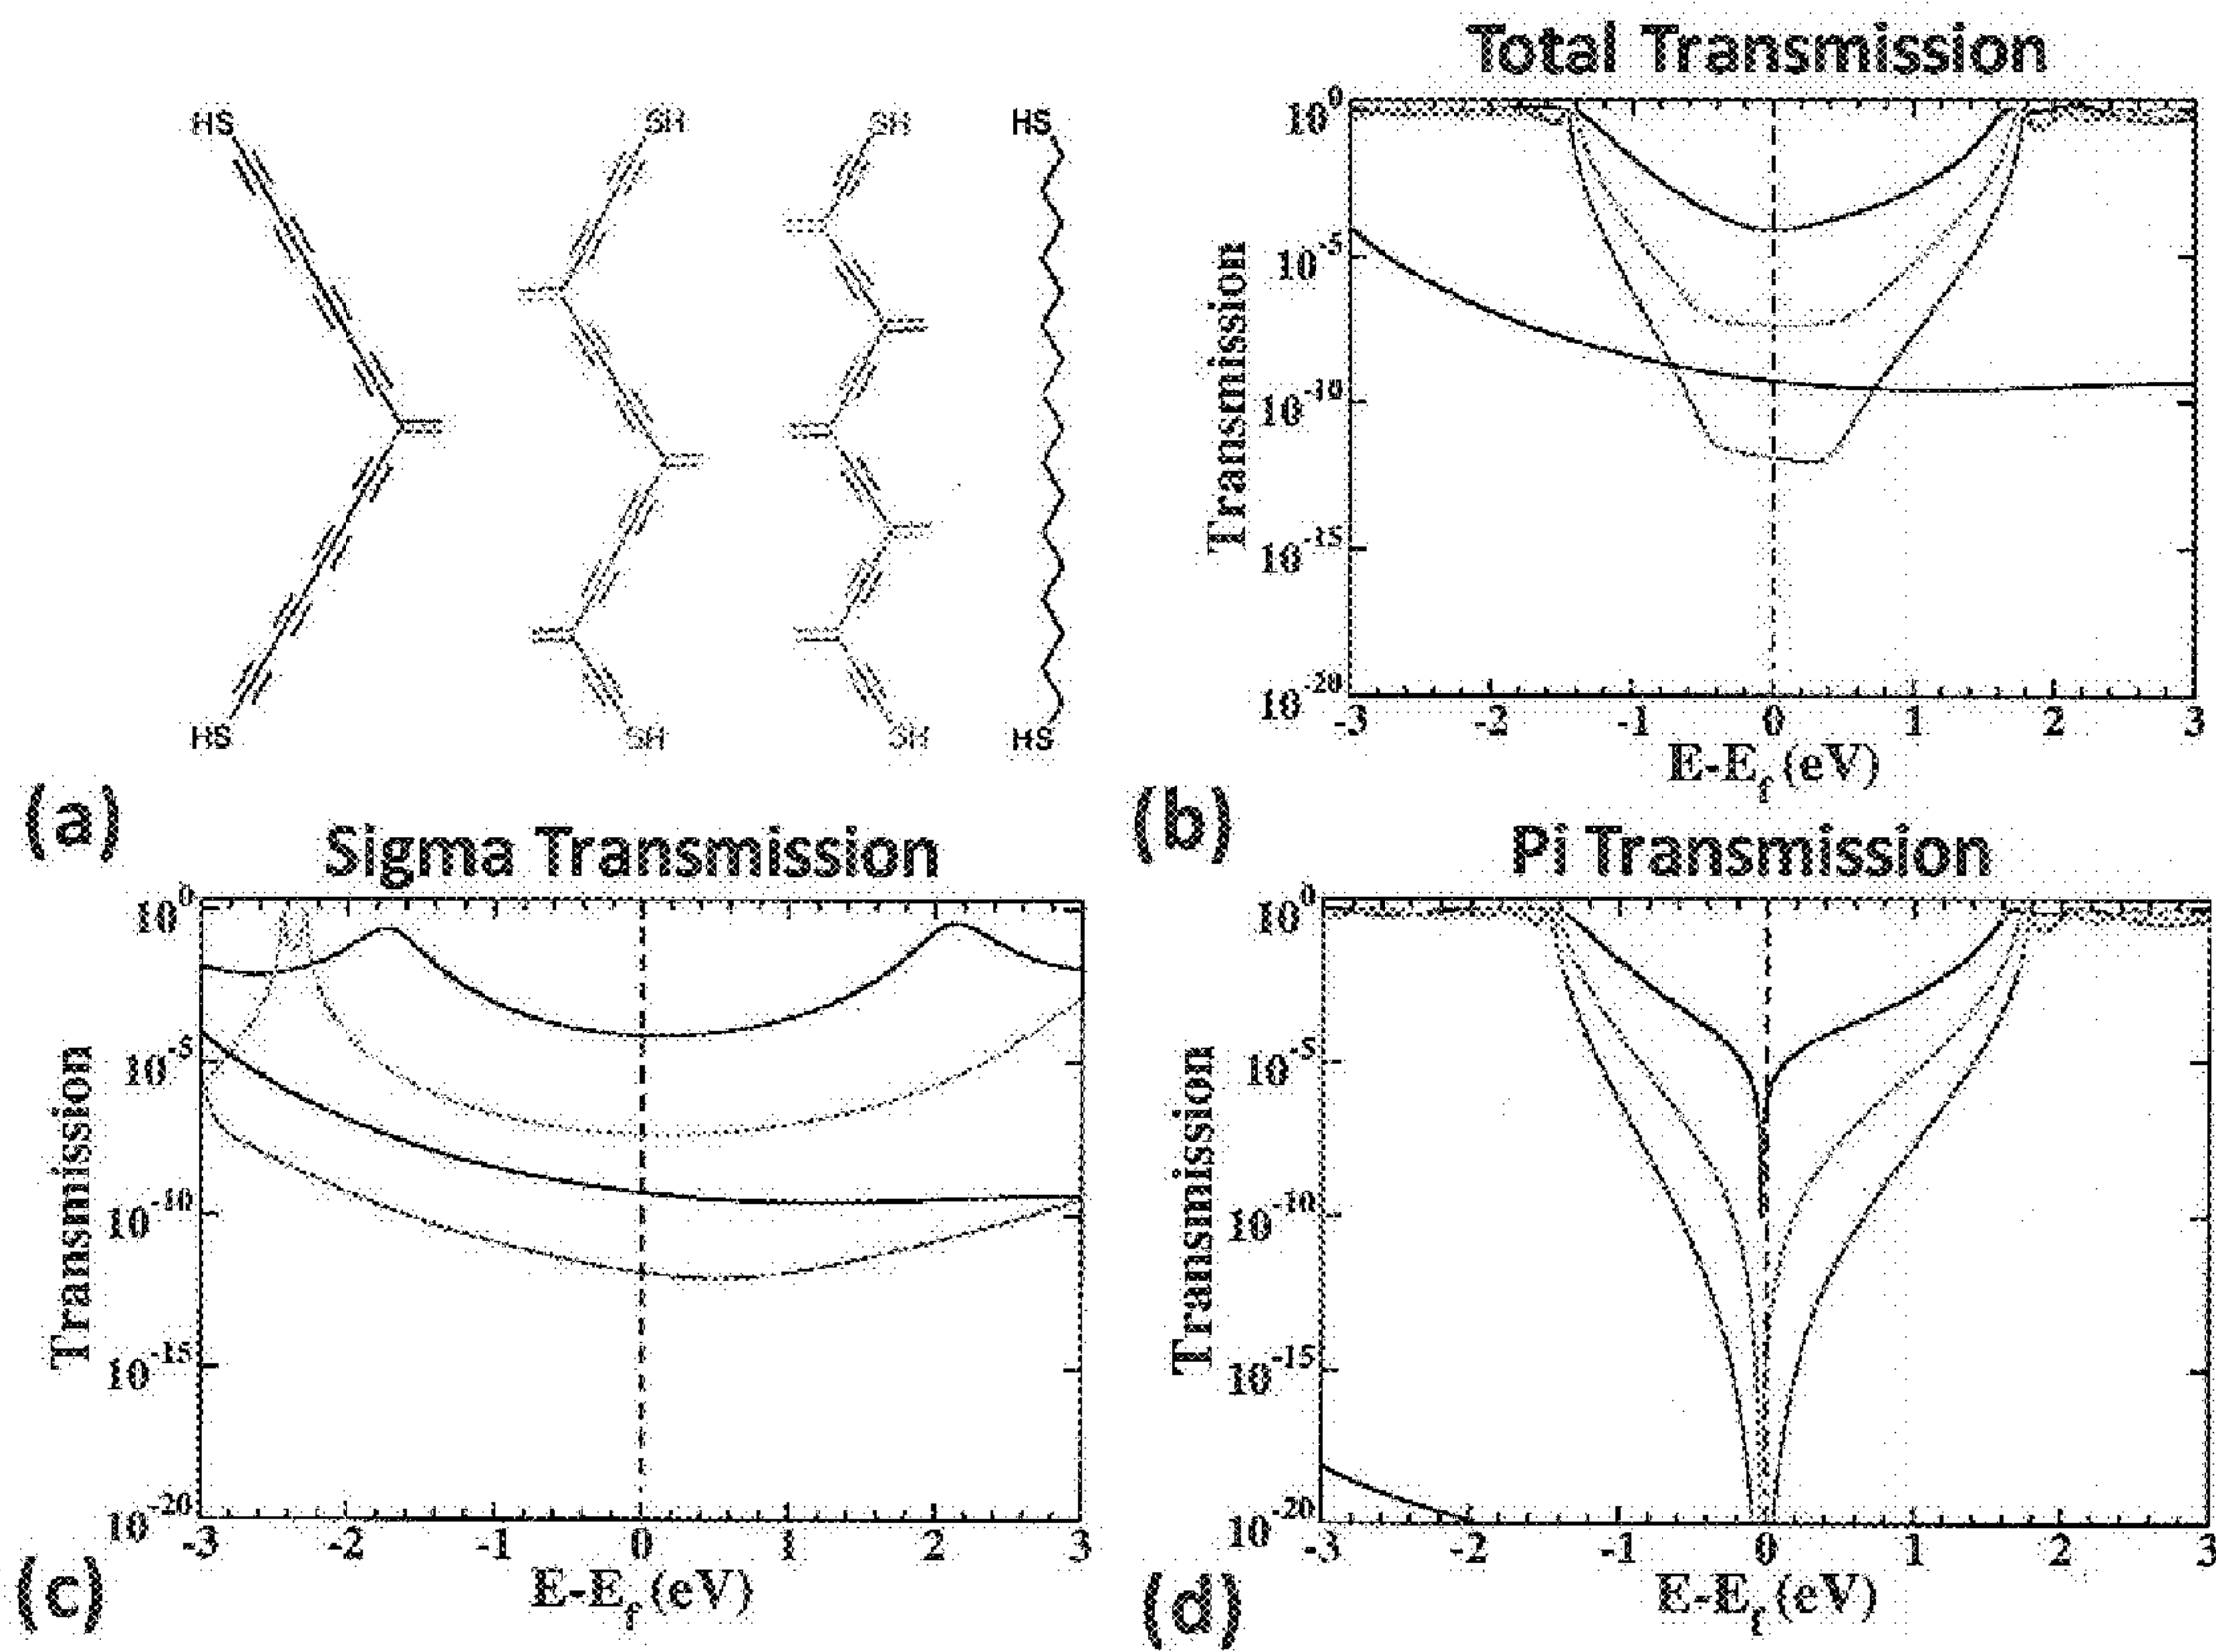 HS SH SH HS
HS SH SH HS
(a)
Total Transmission
Transmission
10^0
10^-5
10^-10
10^-15
10^-20
-3 -2 -1 0 1 2 3
E-E_f (eV)
(b)
Sigma Transmission
Transmission
10^0
10^-5
10^-10
10^-15
10^-20
-3 -2 -1 0 1 2 3
E-E_f (eV)
(c)
Pi Transmission
Transmission
10^0
10^-5
10^-10
10^-15
10^-20
-3 -2 -1 0 1 2 3
E-E_f (eV)
(d)